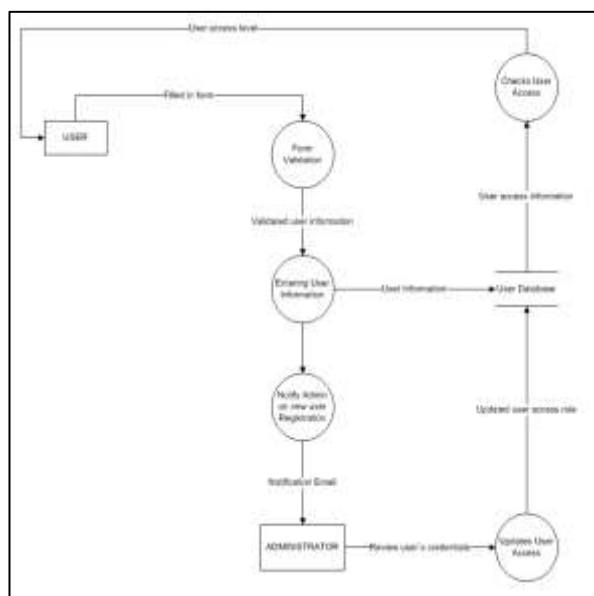 User access level
Checks User
Access
Filled in form
USER
Form
Validation
User access information
Validated user information
Entering User
Information
User Information
User Database
Notify Admin
on new user
Registration
Updated user access role
Notification Email
ADMINISTRATOR
Review user's credentials
Updates User
Access